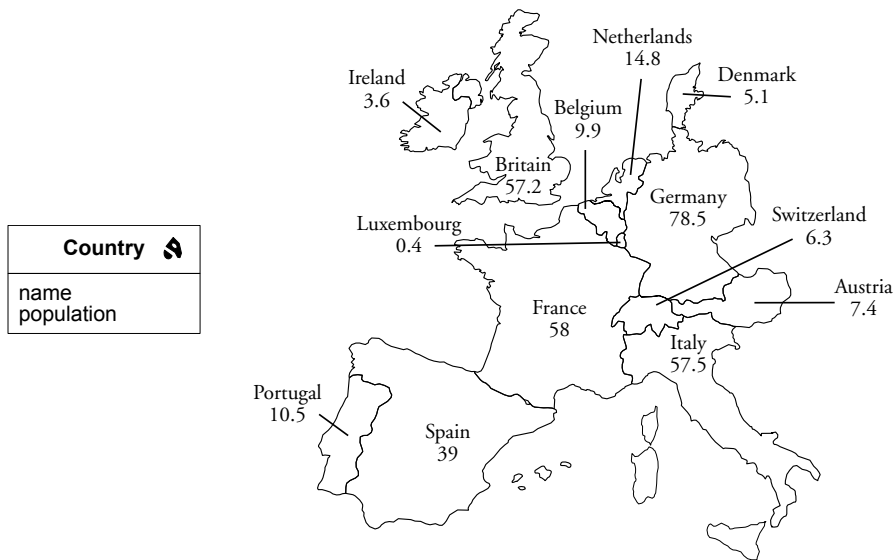 Netherlands
14.8
Ireland
3.6
Denmark
5.1
Belgium
9.9
Britain
57.2
Germany
78.5
Switzerland
6.3
Luxembourg
0.4
Country
name
population
Austria
7.4
France
58
Italy
57.5
Portugal
10.5
Spain
39